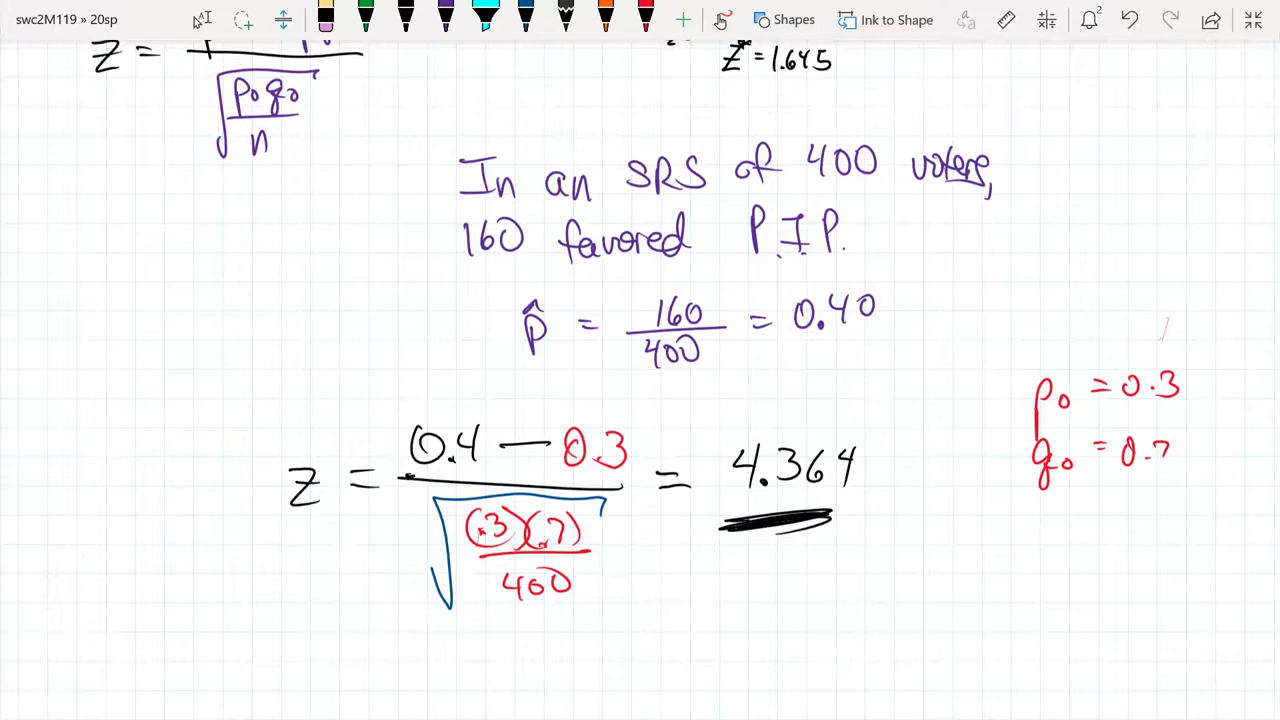 swc2M119 » 20sp
Shapes
Ink to Shape
z =
√(p₀q₀/n)
z* = 1.645
In an SRS of 400 voters,
160 favored P.I.P.
p̂ = 160/400 = 0.40
p₀ = 0.3
q₀ = 0.7
z = (0.4 — 0.3)/√((.3)(.7)/400) = 4.364